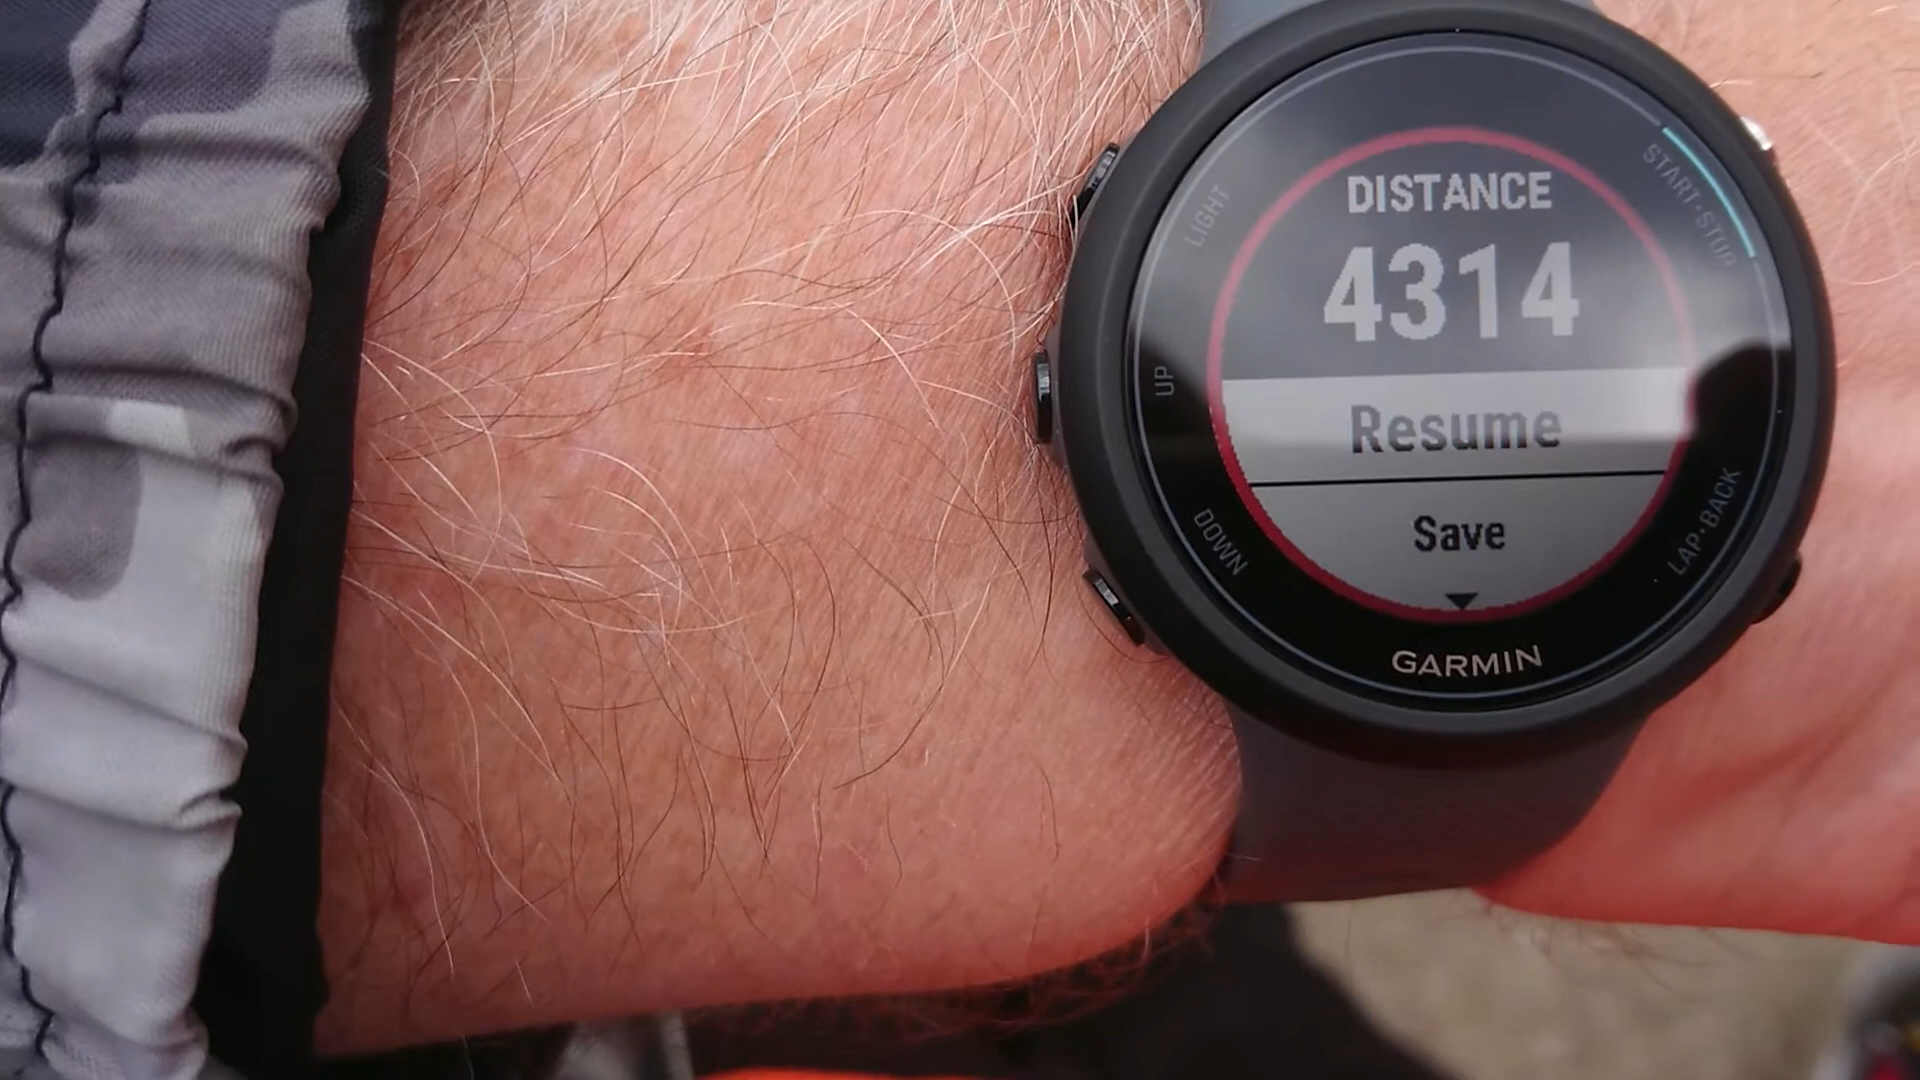 LIGHT
START·STOP
DISTANCE
4314
UP
Resume
DOWN
Save
LAP·BACK
GARMIN